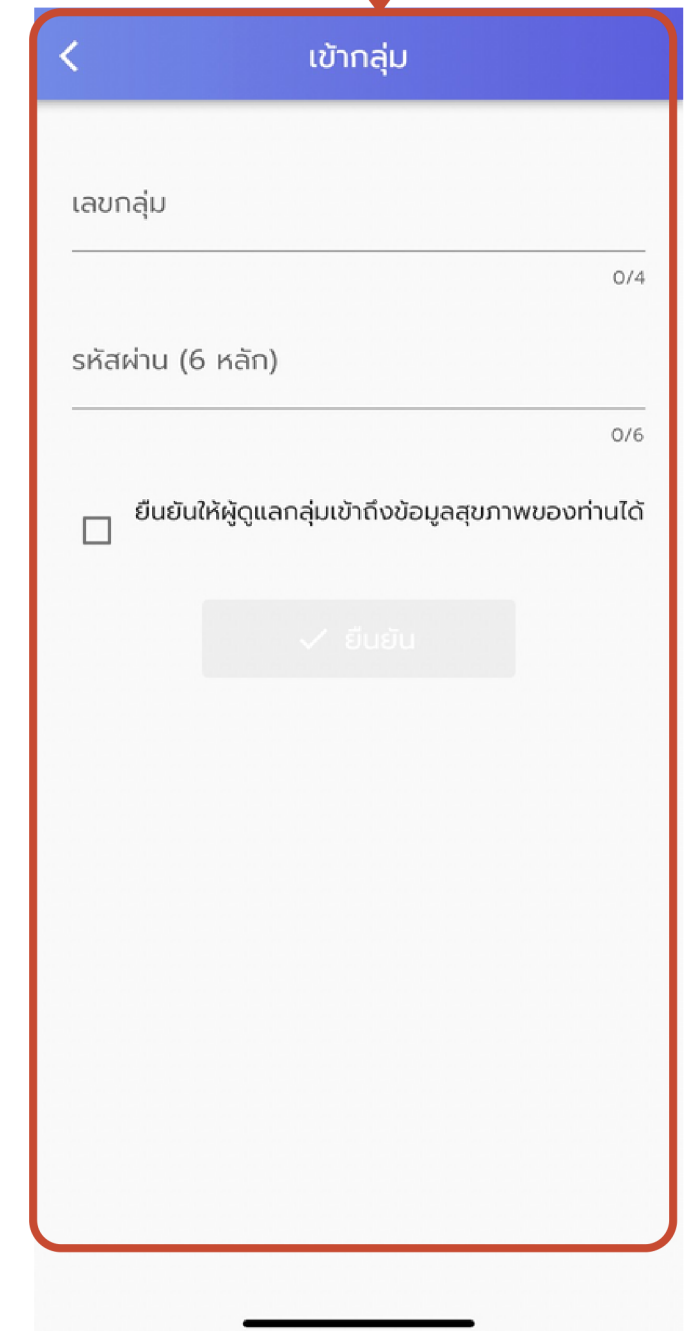 เข้ากลุ่ม
เลขกลุ่ม
0/4
รหัสผ่าน (6 หลัก)
0/6
ยืนยันให้ผู้ดูแลกลุ่มเข้าถึงข้อมูลสุขภาพของท่านได้
ยืนยัน